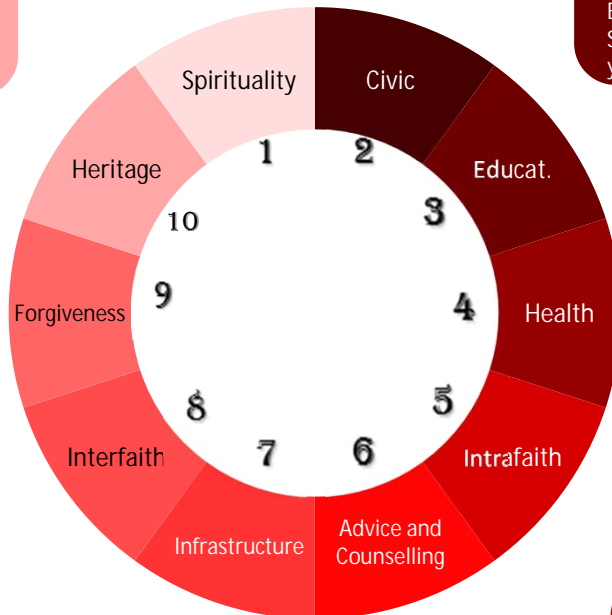 Spirituality
Civic
Educat.
Health
Intrafaith
Advice and
Counselling
Infrastructure
Interfaith
Forgiveness
Heritage
1
2
3
4
5
6
7
8
9
10